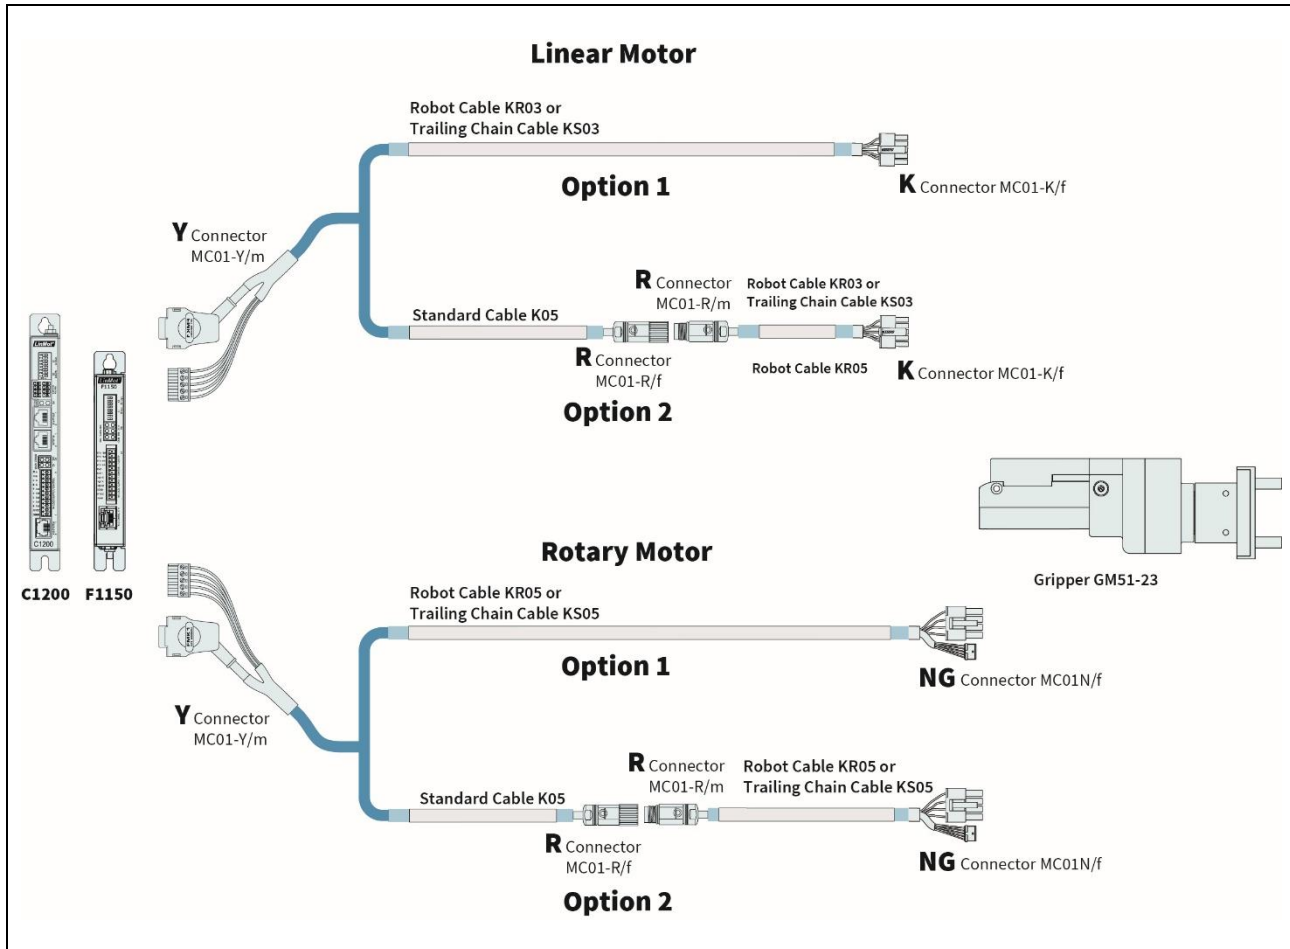 Linear Motor
Robot Cable KR03 or
Trailing Chain Cable KS03
Option 1
K Connector MC01-K/f
Y Connector
MC01-Y/m
R Connector
MC01-R/m
Robot Cable KR03 or
Trailing Chain Cable KS03
Standard Cable K05
R Connector
MC01-R/f
Robot Cable KR05
K Connector MC01-K/f
Option 2
LinMot
LinMot
F1150
C1200
C1200 F1150
Gripper GM51-23
Rotary Motor
Robot Cable KR05 or
Trailing Chain Cable KS05
Option 1
NG Connector MC01N/f
Y Connector
MC01-Y/m
R Connector
MC01-R/m
Robot Cable KR05 or
Trailing Chain Cable KS05
Standard Cable K05
R Connector
MC01-R/f
NG Connector MC01N/f
Option 2